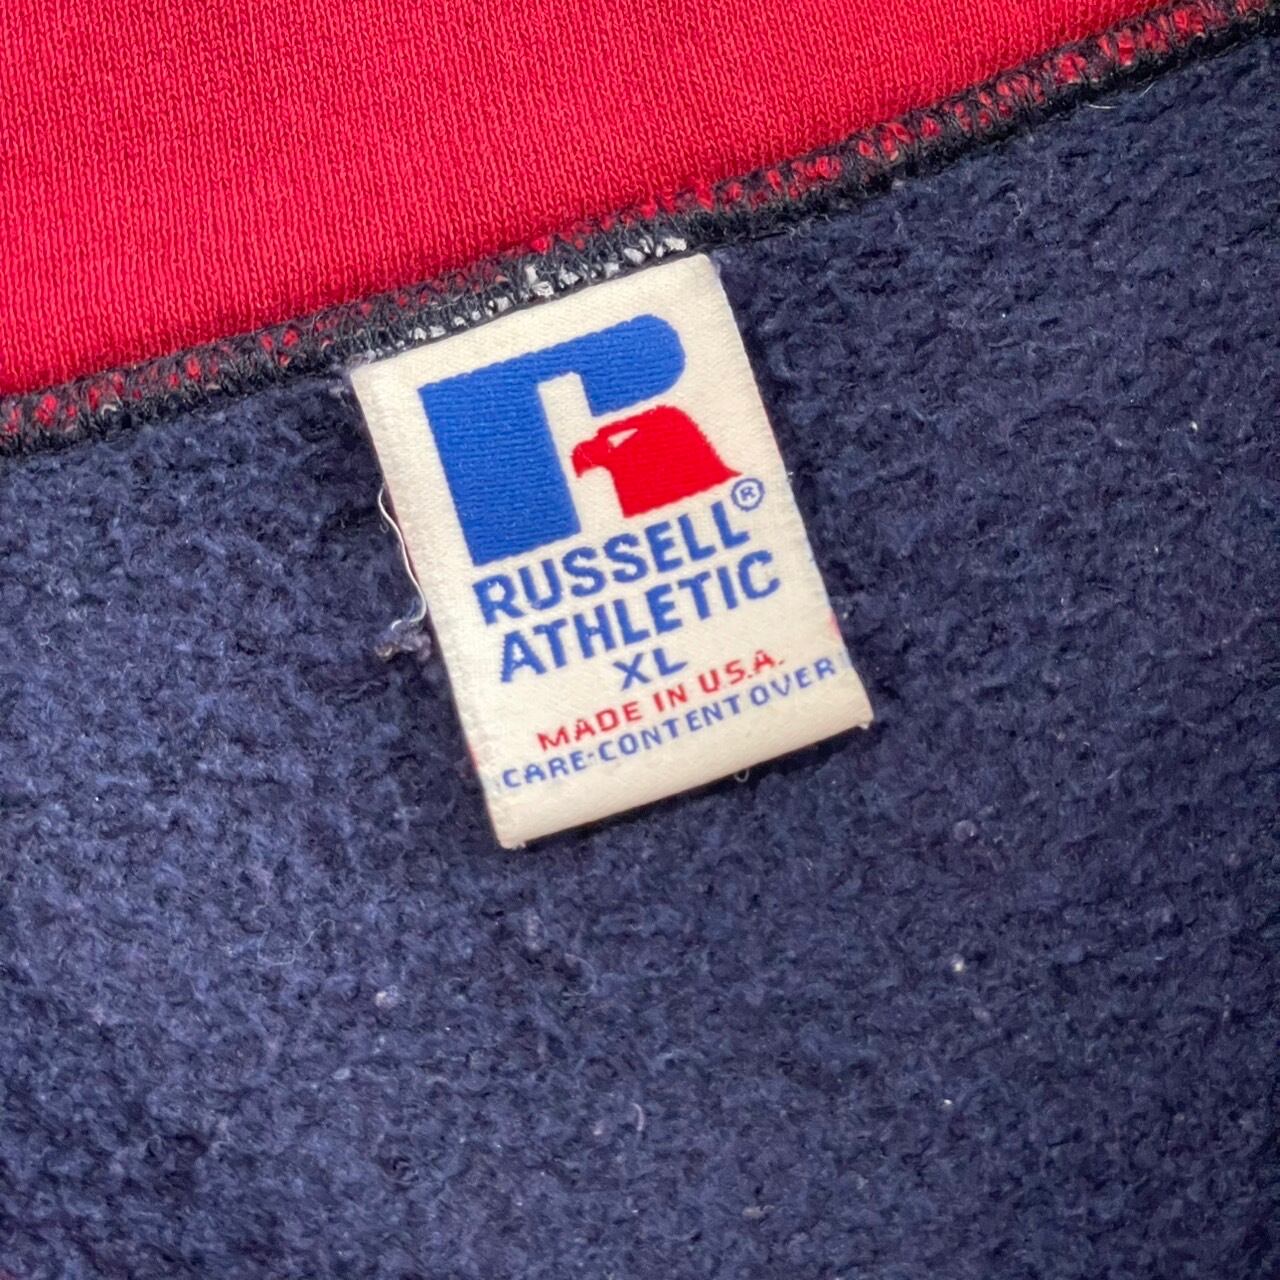 RUSSELL®
ATHLETIC
XL
MADE IN U.S.A.
CARE-CONTENT OVER